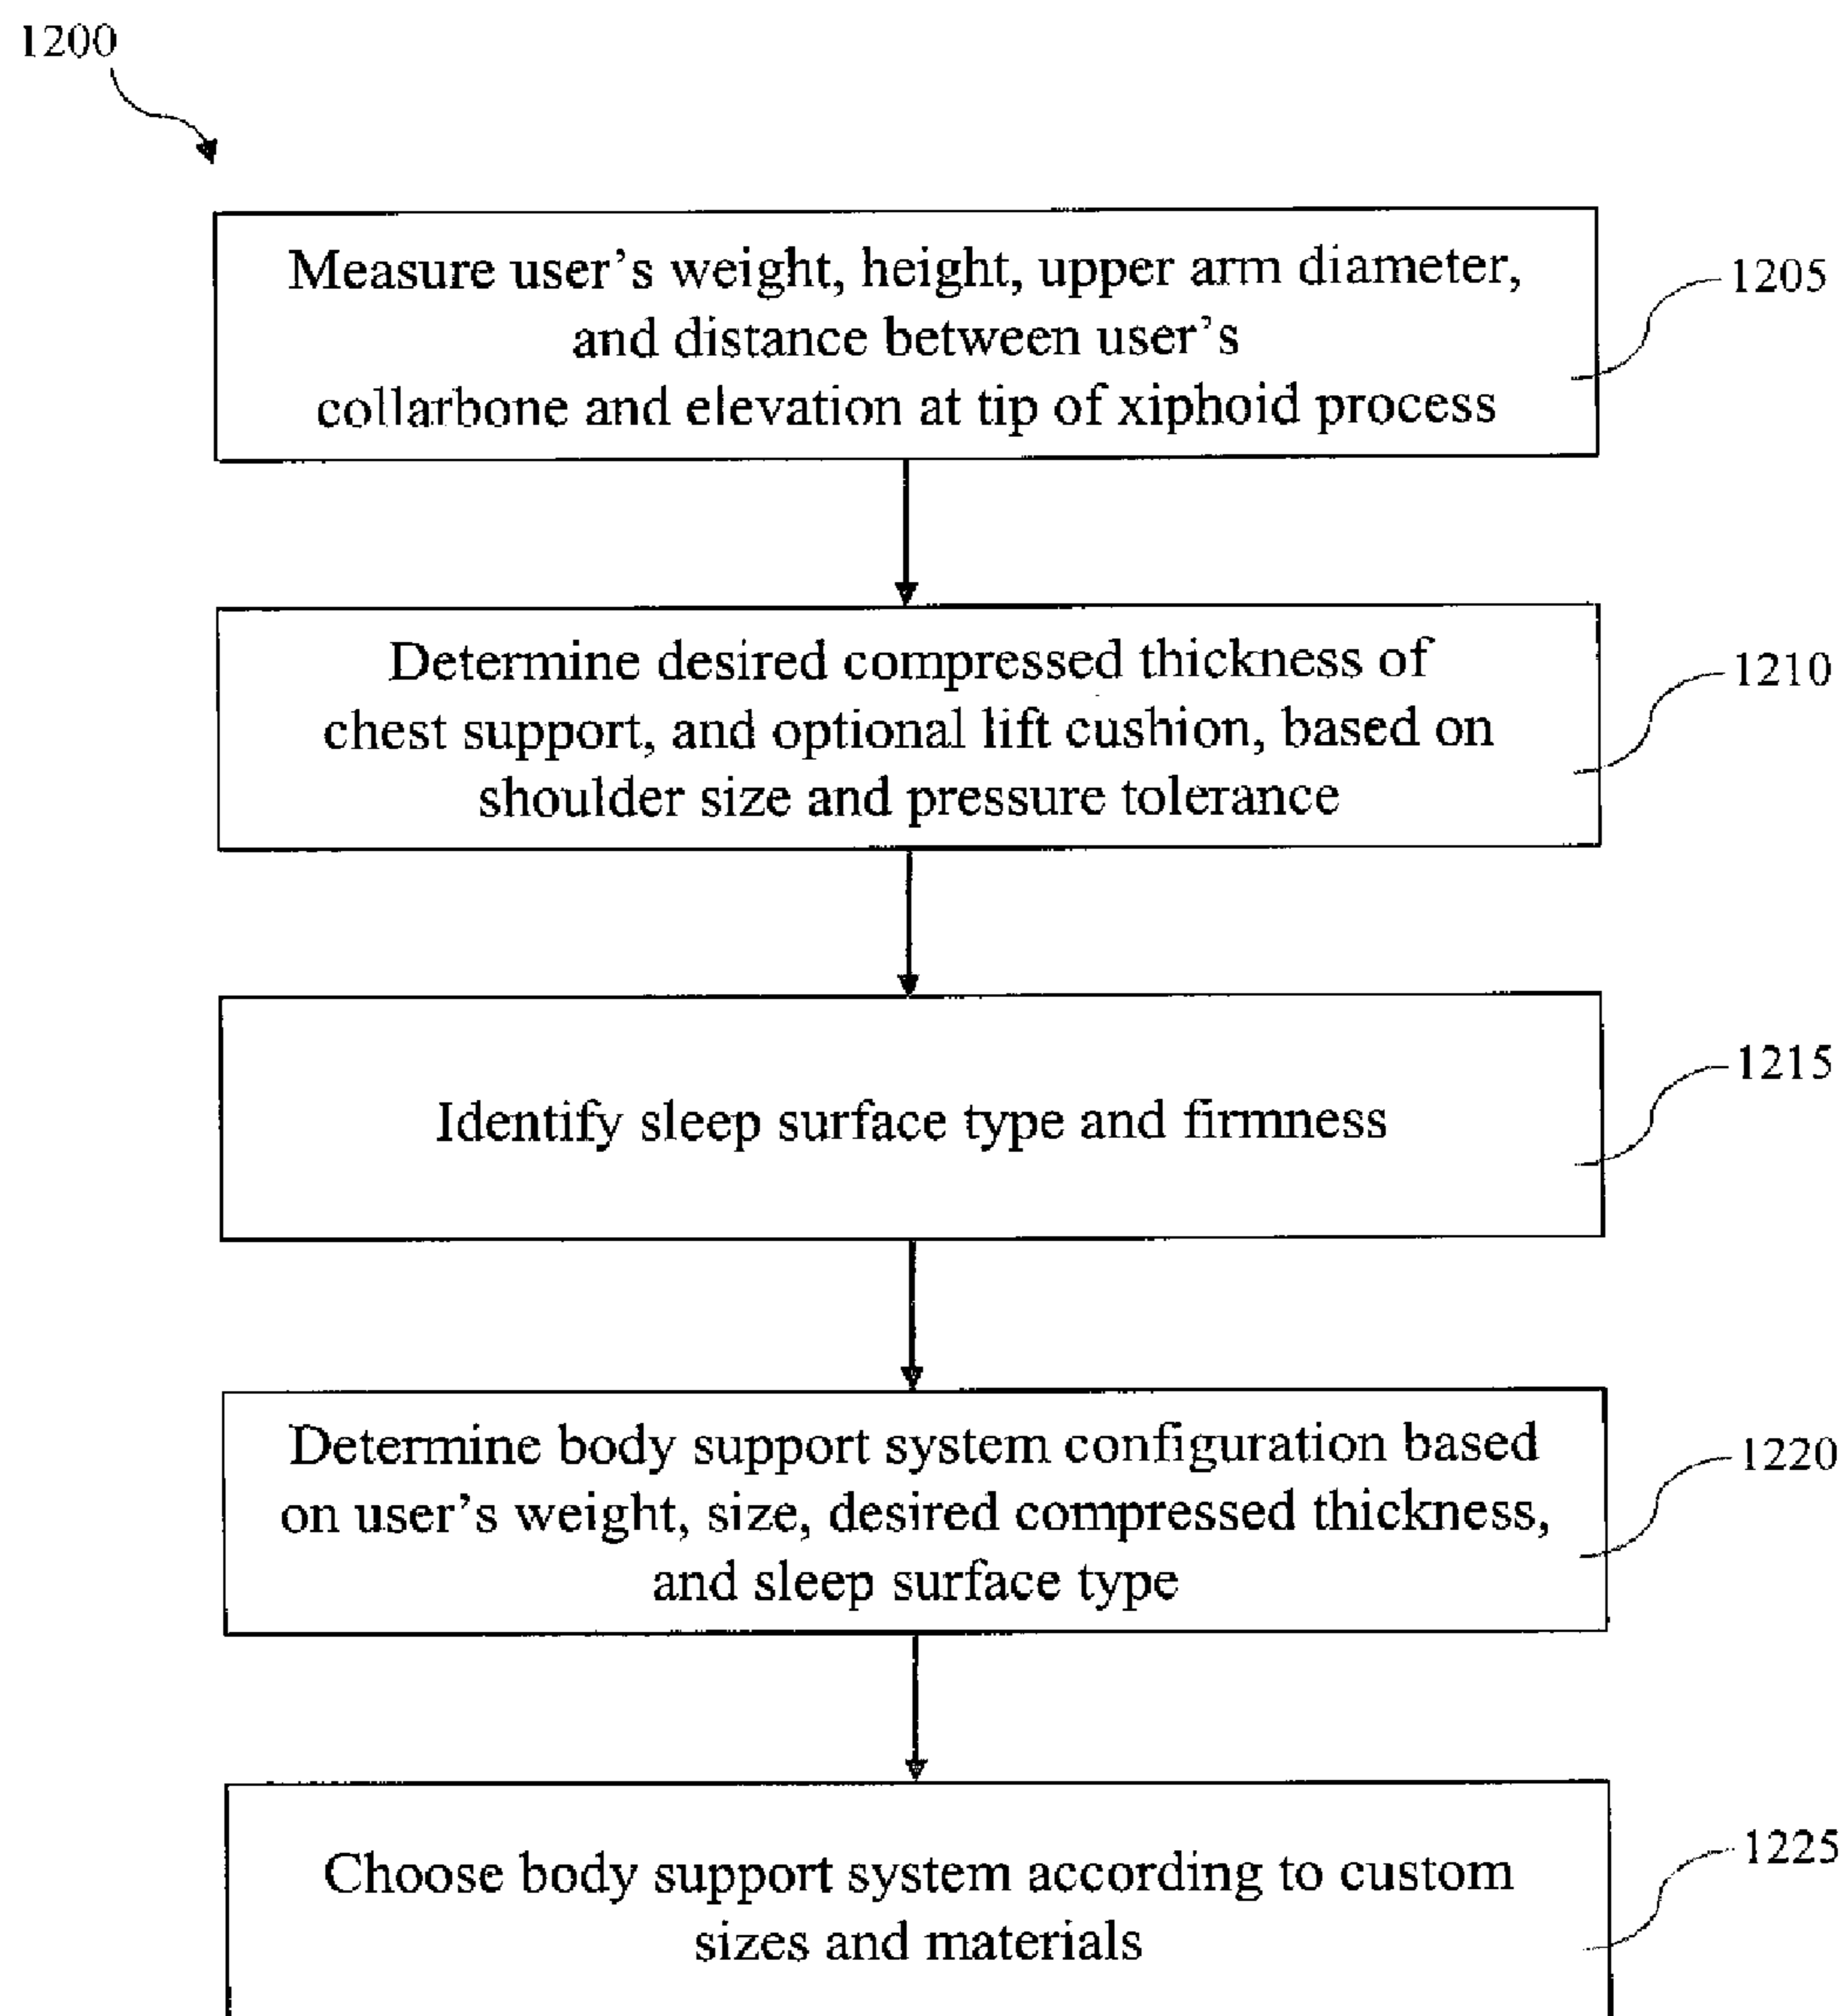 1200
Measure user’s weight, height, upper arm diameter,
and distance between user’s
collarbone and elevation at tip of xiphoid process
1205
Determine desired compressed thickness of
chest support, and optional lift cushion, based on
shoulder size and pressure tolerance
1210
Identify sleep surface type and firmness
1215
Determine body support system configuration based
on user’s weight, size, desired compressed thickness,
and sleep surface type
1220
Choose body support system according to custom
sizes and materials
1225